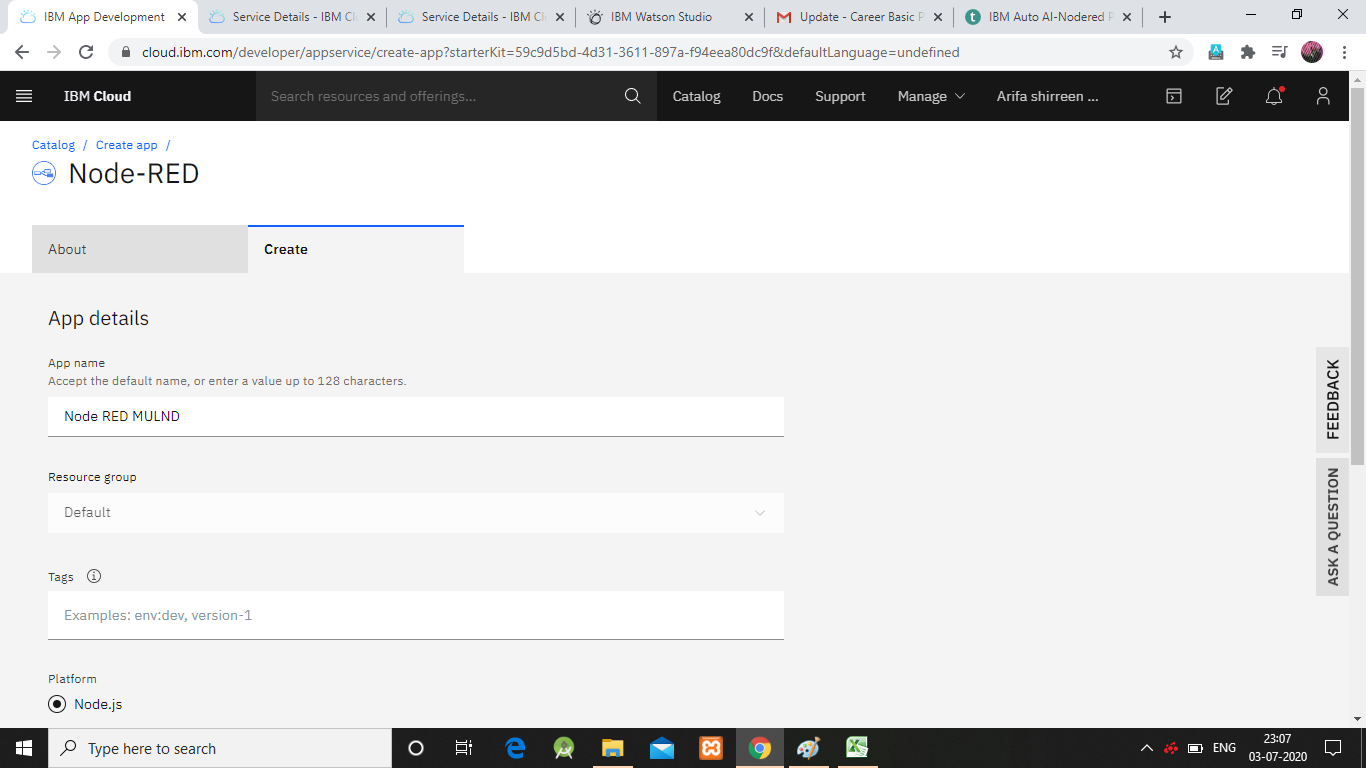 IBM App Development
Service Details - IBM Cl
Service Details - IBM Cl
IBM Watson Studio
Update - Career Basic P
IBM Auto AI-Nodered P
cloud.ibm.com/developer/appservice/create-app?starterKit=59c9d5bd-4d31-3611-897a-f94eea80dc9f&defaultLanguage=undefined
IBM Cloud
Search resources and offerings...
Catalog
Docs
Support
Manage
Arifa shirreen ...
Catalog / Create app /
Node-RED
About
Create
App details
App name
Accept the default name, or enter a value up to 128 characters.
Node RED MULND
Resource group
Default
Tags
Examples: env:dev, version-1
Platform
Node.js
FEEDBACK
ASK A QUESTION
Type here to search
ENG
23:07
03-07-2020